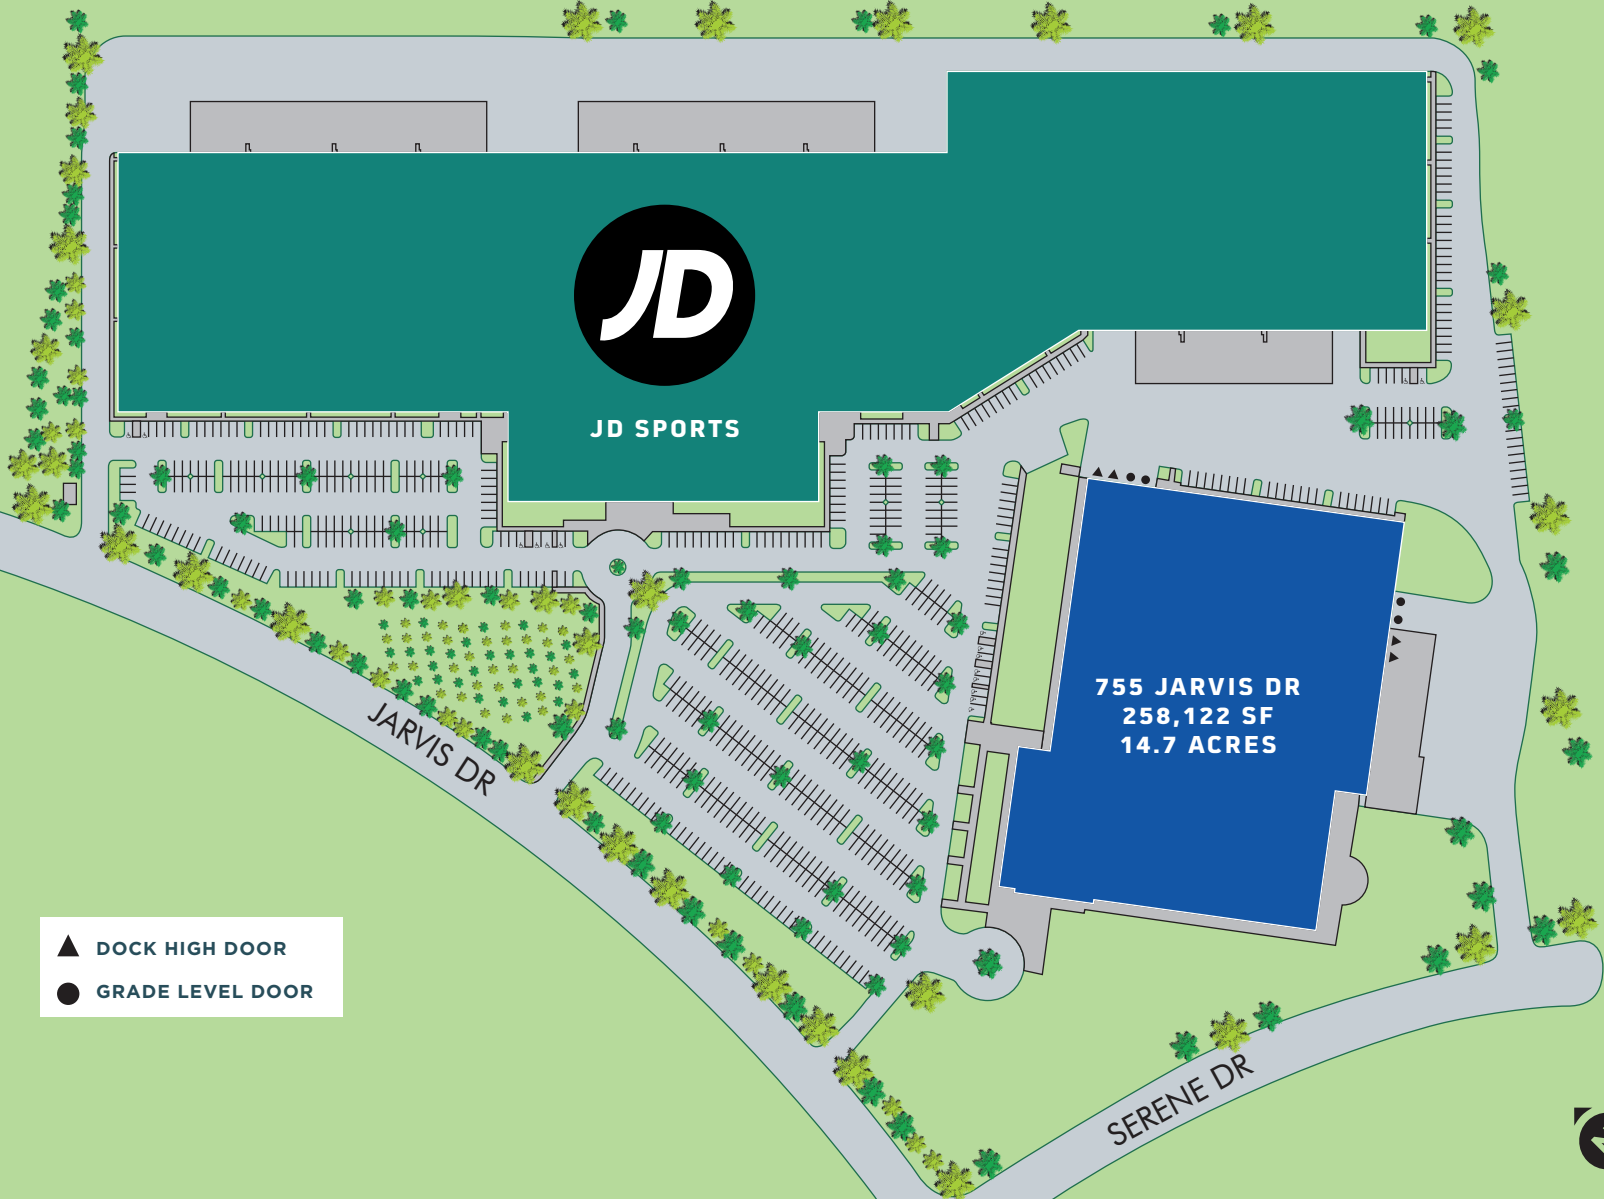 JD
JD SPORTS
755 JARVIS DR
258,122 SF
14.7 ACRES
JARVIS DR
DOCK HIGH DOOR
GRADE LEVEL DOOR
SERENE DR